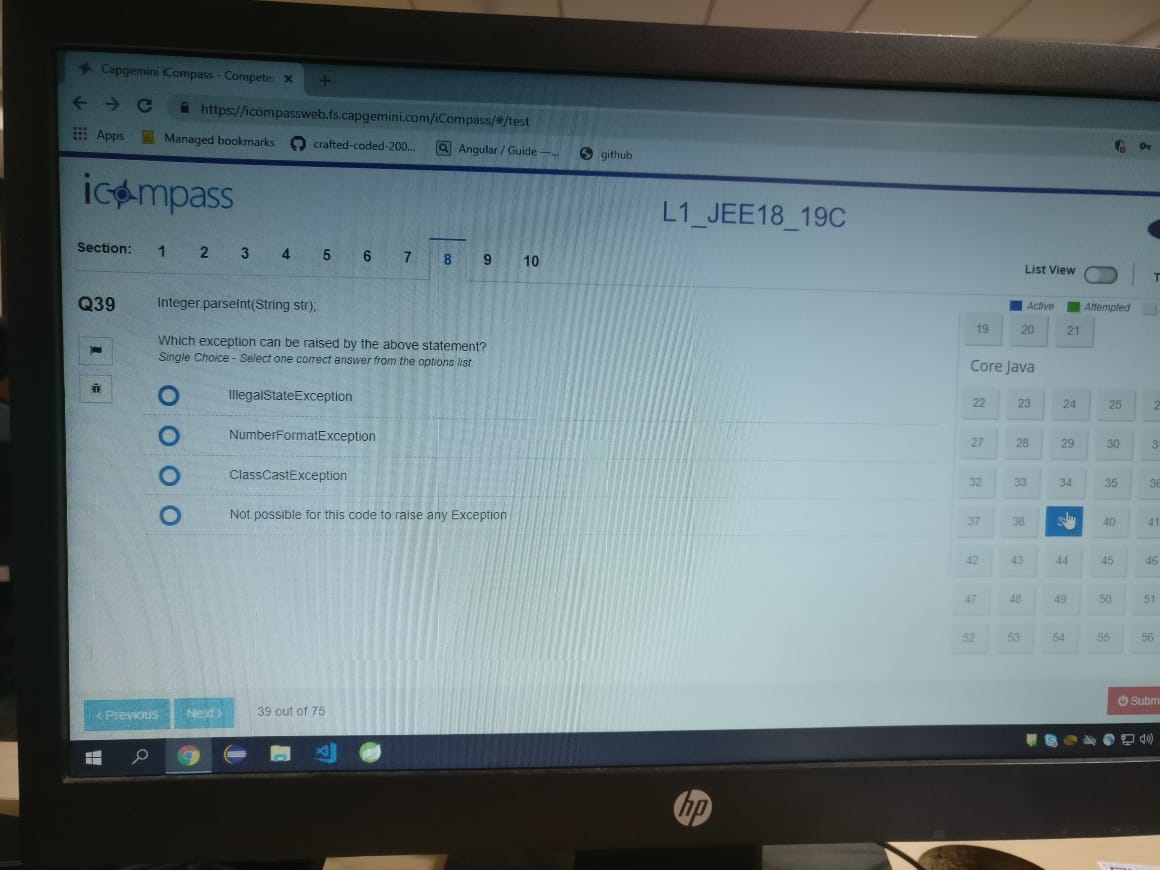 Capgemini iCompass - Compete
https://icompassweb.fs.capgemini.com/iCompass/#/test
Apps Managed bookmarks crafted-coded-200... Angular / Guide —... github
icompass
L1_JEE18_19C
Section: 1 2 3 4 5 6 7 8 9 10
List View
Active Attempted
Q39 Integer.parseInt(String str);
Which exception can be raised by the above statement?
Single Choice - Select one correct answer from the options list.
IllegalStateException
NumberFormatException
ClassCastException
Not possible for this code to raise any Exception
19 20 21
Core Java
22 23 24 25
27 28 29 30
32 33 34 35
37 38 40 41
42 43 44 45 46
47 48 49 50 51
52 53 54 55 56
< Previous Next > 39 out of 75
Subm
hp